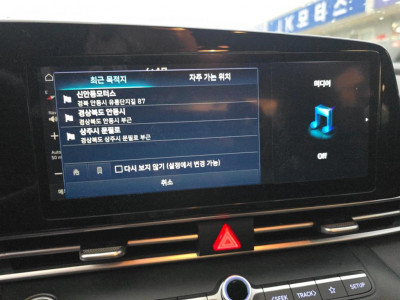 K 모터스
최근 목적지
자주 가는 위치
신안동모터스
경북 안동시 유통단지길 87
경상북도 안동시
경상북도 안동시 부근
상주시 문필로
경상북도 상주시 문필로 부근
다시 보지 않기 (설정에서 변경 가능)
취소
미디어
Off
Auto
SEEK
TRACK
SETUP